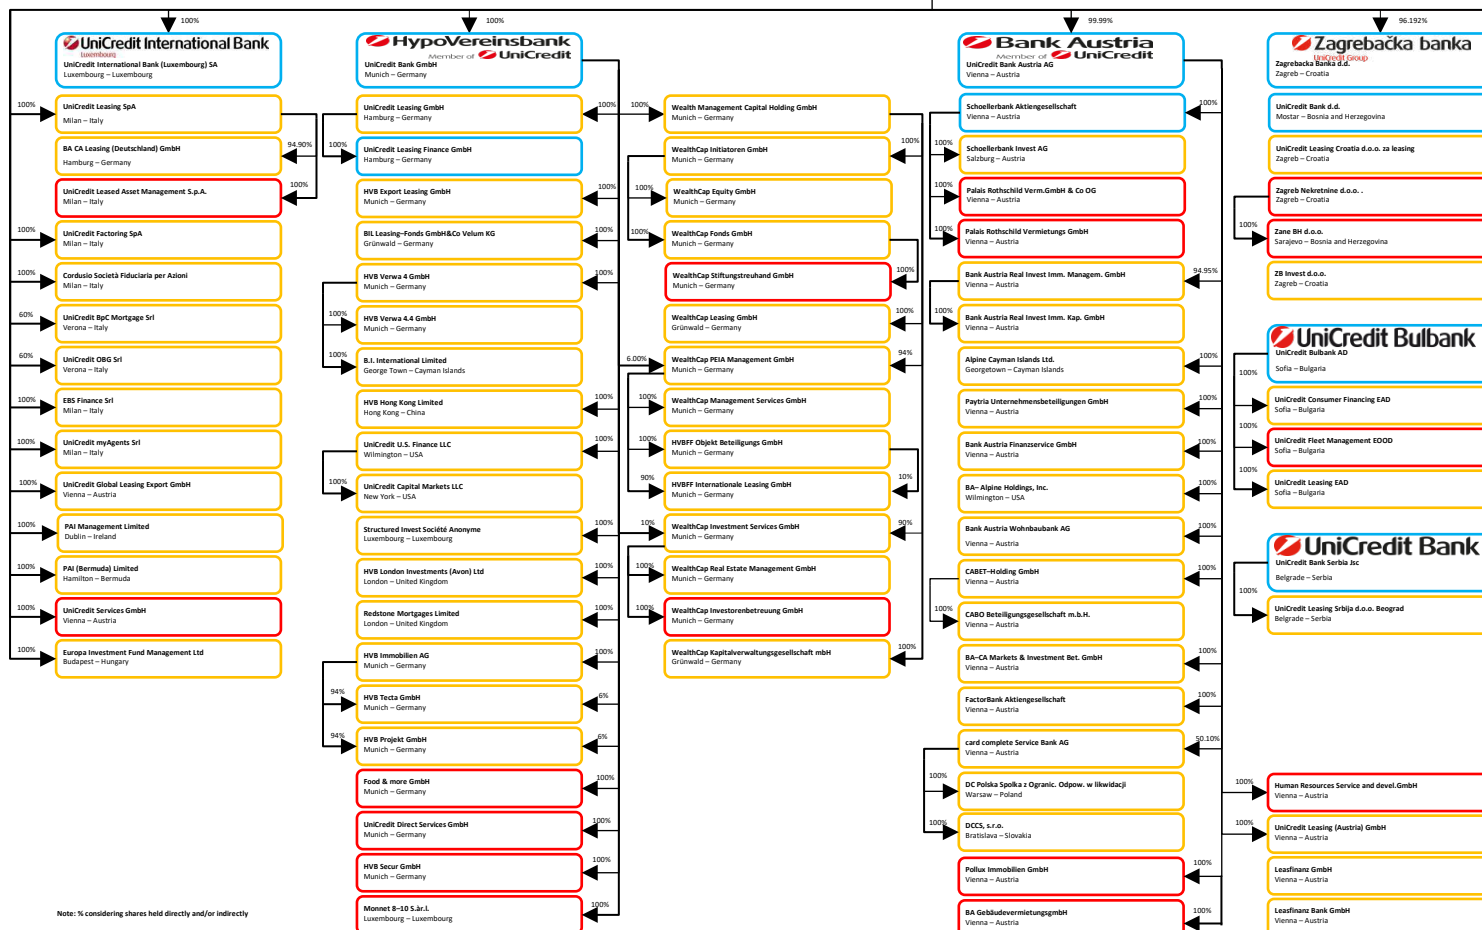 100%
100%
99.99%
96.192%
UniCredit International Bank
Luxembourg
UniCredit International Bank (Luxembourg) SA
Luxembourg – Luxembourg
100%
UniCredit Leasing SpA
Milan – Italy
94.90%
BA CA Leasing (Deutschland) GmbH
Hamburg – Germany
100%
UniCredit Leased Asset Management S.p.A.
Milan – Italy
100%
UniCredit Factoring SpA
Milan – Italy
100%
Cordusio Società Fiduciaria per Azioni
Milan – Italy
60%
UniCredit BpC Mortgage Srl
Verona – Italy
60%
UniCredit OBG Srl
Verona – Italy
100%
EBS Finance Srl
Milan – Italy
100%
UniCredit myAgents Srl
Milan – Italy
100%
UniCredit Global Leasing Export GmbH
Vienna – Austria
100%
PAI Management Limited
Dublin – Ireland
100%
PAI (Bermuda) Limited
Hamilton – Bermuda
100%
UniCredit Services GmbH
Vienna – Austria
100%
Europa Investment Fund Management Ltd
Budapest – Hungary
Note: % considering shares held directly and/or indirectly
HypoVereinsbank
Member of UniCredit
UniCredit Bank GmbH
Munich – Germany
100%
UniCredit Leasing GmbH
Hamburg – Germany
100%
UniCredit Leasing Finance GmbH
Hamburg – Germany
100%
HVB Export Leasing GmbH
Munich – Germany
100%
BIL Leasing–Fonds GmbH&Co Velum KG
Grünwald – Germany
100%
HVB Verwa 4 GmbH
Munich – Germany
100%
HVB Verwa 4.4 GmbH
Munich – Germany
100%
B.I. International Limited
George Town – Cayman Islands
100%
HVB Hong Kong Limited
Hong Kong – China
100%
UniCredit U.S. Finance LLC
Wilmington – USA
100%
UniCredit Capital Markets LLC
New York – USA
100%
Structured Invest Société Anonyme
Luxembourg – Luxembourg
100%
HVB London Investments (Avon) Ltd
London – United Kingdom
100%
Redstone Mortgages Limited
London – United Kingdom
100%
HVB Immobilien AG
Munich – Germany
94%
HVB Tecta GmbH
Munich – Germany
6%
94%
HVB Projekt GmbH
Munich – Germany
6%
Food & more GmbH
Munich – Germany
100%
UniCredit Direct Services GmbH
Munich – Germany
100%
HVB Secur GmbH
Munich – Germany
100%
Monnet 8–10 S.àr.l.
Luxembourg – Luxembourg
100%
100%
Wealth Management Capital Holding GmbH
Munich – Germany
WealthCap Initiatoren GmbH
Munich – Germany
100%
100%
WealthCap Equity GmbH
Munich – Germany
100%
WealthCap Fonds GmbH
Munich – Germany
WealthCap Stiftungstreuhand GmbH
Munich – Germany
100%
WealthCap Leasing GmbH
Grünwald – Germany
100%
6.00%
WealthCap PEIA Management GmbH
Munich – Germany
94%
100%
WealthCap Management Services GmbH
Munich – Germany
100%
HVBFF Objekt Beteiligungs GmbH
Munich – Germany
90%
HVBFF Internationale Leasing GmbH
Munich – Germany
10%
10%
WealthCap Investment Services GmbH
Munich – Germany
90%
100%
WealthCap Real Estate Management GmbH
Munich – Germany
100%
WealthCap Investorenbetreuung GmbH
Munich – Germany
WealthCap Kapitalverwaltungsgesellschaft mbH
Grünwald – Germany
100%
Bank Austria
Member of UniCredit
UniCredit Bank Austria AG
Vienna – Austria
Schoellerbank Aktiengesellschaft
Vienna – Austria
100%
100%
Schoellerbank Invest AG
Salzburg – Austria
100%
Palais Rothschild Verm.GmbH & Co OG
Vienna – Austria
100%
Palais Rothschild Vermietungs GmbH
Vienna – Austria
Bank Austria Real Invest Imm. Managem. GmbH
Vienna – Austria
94.95%
100%
Bank Austria Real Invest Imm. Kap. GmbH
Vienna – Austria
Alpine Cayman Islands Ltd.
Georgetown – Cayman Islands
100%
Paytria Unternehmensbeteiligungen GmbH
Vienna – Austria
100%
Bank Austria Finanzservice GmbH
Vienna – Austria
100%
BA– Alpine Holdings, Inc.
Wilmington – USA
100%
Bank Austria Wohnbaubank AG
Vienna – Austria
100%
CABET–Holding GmbH
Vienna – Austria
100%
100%
CABO Beteiligungsgesellschaft m.b.H.
Vienna – Austria
BA–CA Markets & Investment Bet. GmbH
Vienna – Austria
100%
FactorBank Aktiengesellschaft
Vienna – Austria
100%
card complete Service Bank AG
Vienna – Austria
50.10%
100%
DC Polska Spolka z Ogranic. Odpow. w likwidacji
Warsaw – Poland
100%
DCCS, s.r.o.
Bratislava – Slovakia
Pollux Immobilien GmbH
Vienna – Austria
100%
BA GebäudevermietungsgmbH
Vienna – Austria
100%
Zagrebačka banka
UniCredit Group
Zagrebacka Banka d.d.
Zagreb – Croatia
UniCredit Bank d.d.
Mostar – Bosnia and Herzegovina
UniCredit Leasing Croatia d.o.o. za leasing
Zagreb – Croatia
Zagreb Nekretnine d.o.o. .
Zagreb – Croatia
100%
Zane BH d.o.o.
Sarajevo – Bosnia and Herzegovina
ZB Invest d.o.o.
Zagreb – Croatia
UniCredit Bulbank
UniCredit Bulbank AD
Sofia – Bulgaria
100%
UniCredit Consumer Financing EAD
Sofia – Bulgaria
100%
UniCredit Fleet Management EOOD
Sofia – Bulgaria
100%
UniCredit Leasing EAD
Sofia – Bulgaria
UniCredit Bank
UniCredit Bank Serbia Jsc
Belgrade – Serbia
100%
UniCredit Leasing Srbija d.o.o. Beograd
Belgrade – Serbia
100%
Human Resources Service and devel.GmbH
Vienna – Austria
100%
UniCredit Leasing (Austria) GmbH
Vienna – Austria
Leasfinanz GmbH
Vienna – Austria
Leasfinanz Bank GmbH
Vienna – Austria